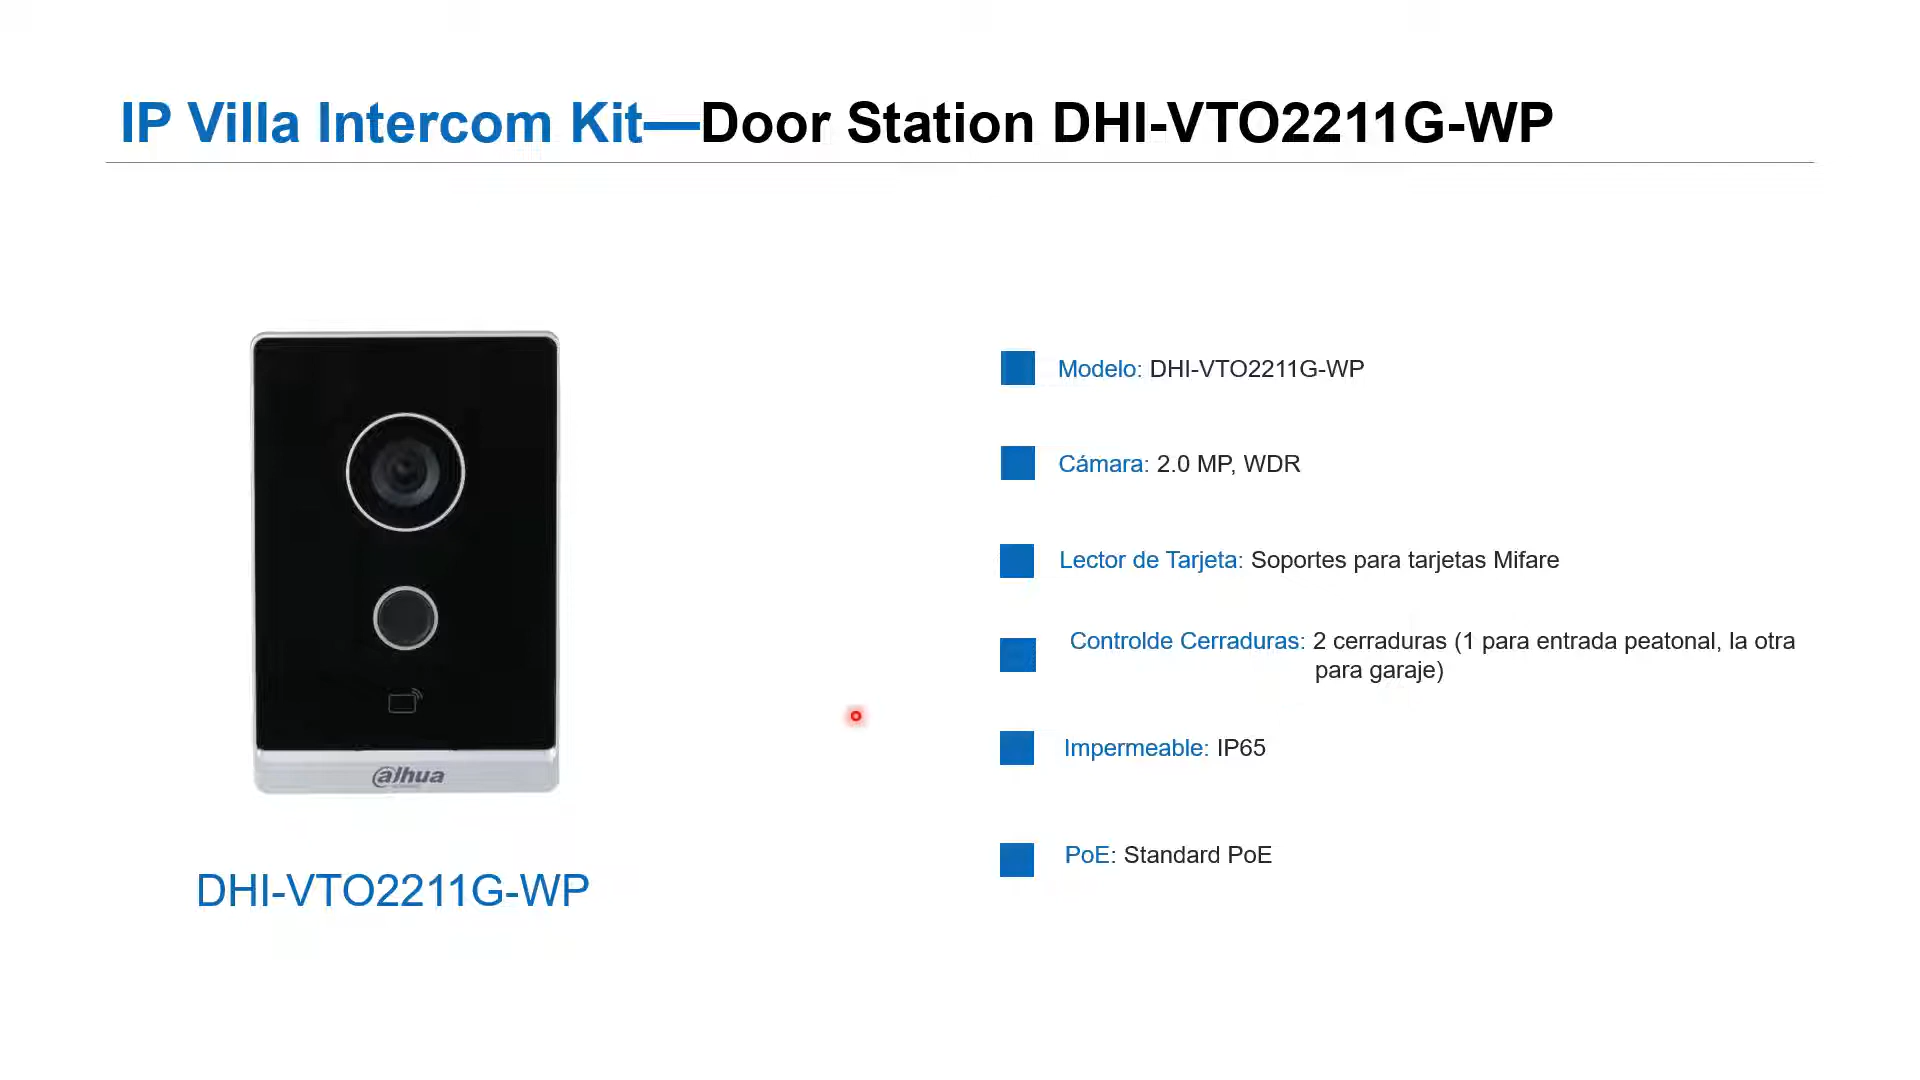 IP Villa Intercom Kit—Door Station DHI-VTO2211G-WP
Modelo: DHI-VTO2211G-WP
Cámara: 2.0 MP, WDR
Lector de Tarjeta: Soportes para tarjetas Mifare
Controlde Cerraduras: 2 cerraduras (1 para entrada peatonal, la otra
para garaje)
Impermeable: IP65
PoE: Standard PoE
alhua
DHI-VTO2211G-WP